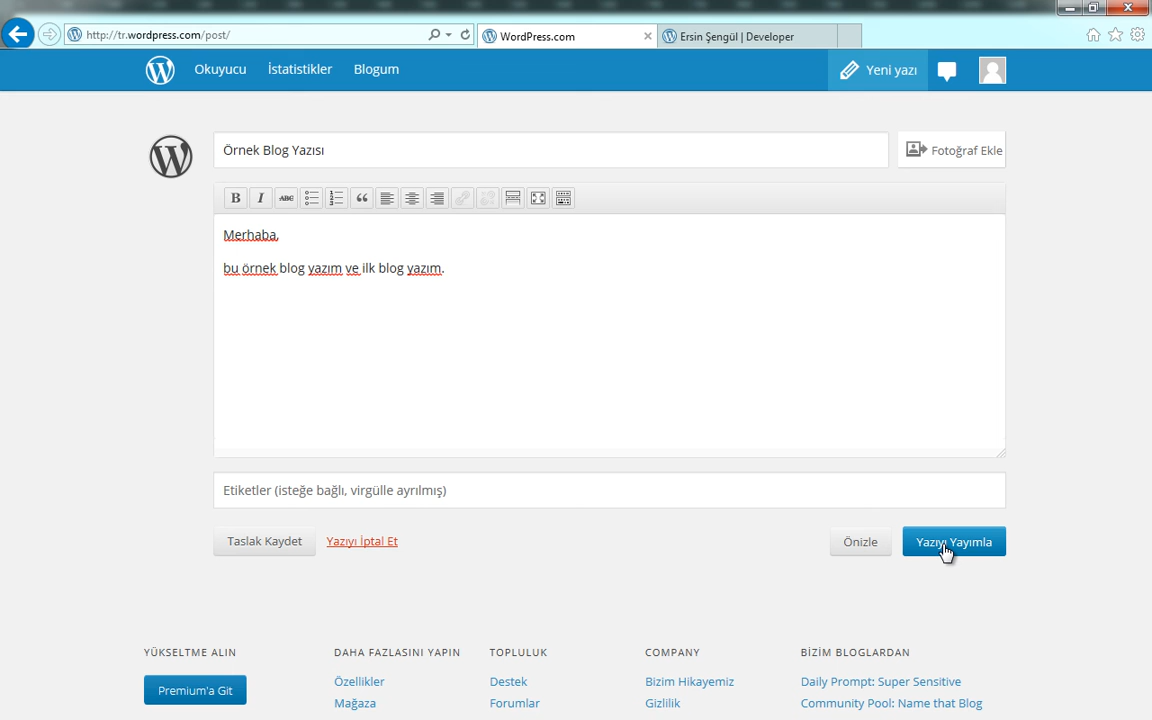 http://tr.wordpress.com/post/
WordPress.com
Ersin Şengül | Developer
Okuyucu
İstatistikler
Blogum
Yeni yazı
Örnek Blog Yazısı
Fotoğraf Ekle
B I ABC
Merhaba,
bu örnek blog yazım ve ilk blog yazım.
Etiketler (isteğe bağlı, virgülle ayrılmış)
Taslak Kaydet
Yazıyı İptal Et
Önizle
Yazıyı Yayımla
YÜKSELTME ALIN
Premium'a Git
DAHA FAZLASINI YAPIN
Özellikler
Mağaza
TOPLULUK
Destek
Forumlar
COMPANY
Bizim Hikayemiz
Gizlilik
BİZİM BLOGLARDAN
Daily Prompt: Super Sensitive
Community Pool: Name that Blog